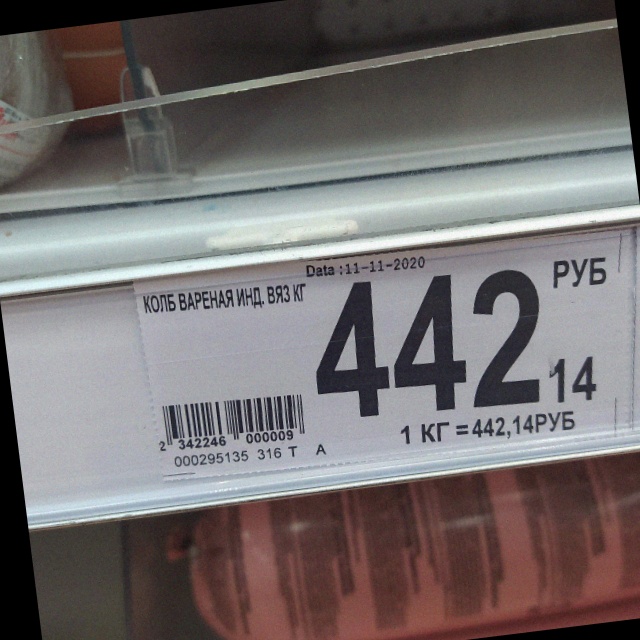 Data :11-11-2020
КОЛБ ВАРЕНАЯ ИНД. ВЯЗ КГ
442 14 РУБ
1 КГ =442,14РУБ
2 342246 000009
000295135 316 T A